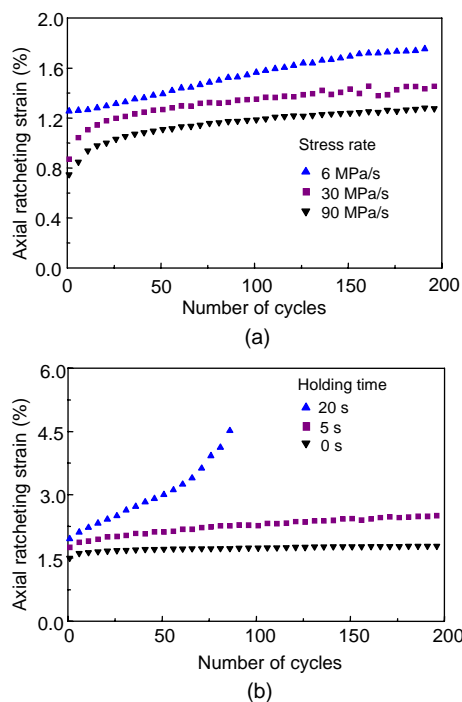 2.0
1.6
1.2
0.8
0.4
0.0
Axial ratcheting strain (%)
Stress rate
6 MPa/s
30 MPa/s
90 MPa/s
0 50 100 150 200
Number of cycles
(a)
6.0
4.5
3.0
1.5
0.0
Axial ratcheting strain (%)
Holding time
20 s
5 s
0 s
0 50 100 150 200
Number of cycles
(b)